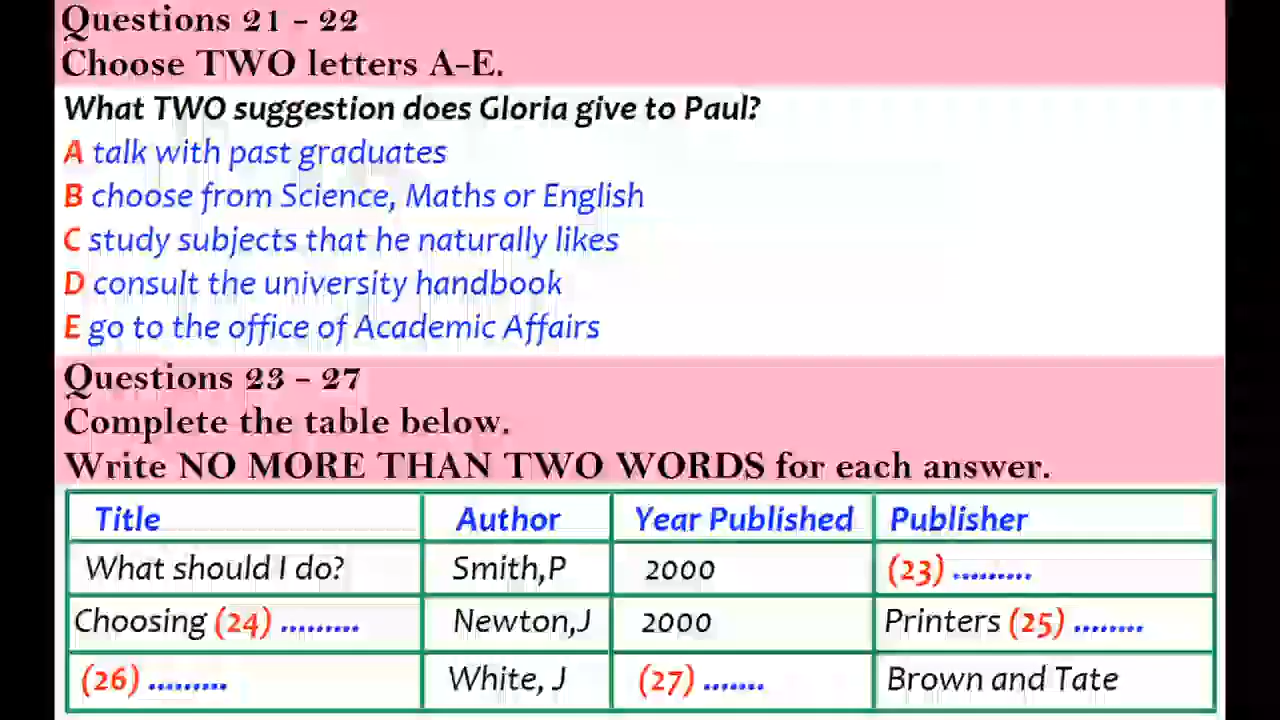 Questions 21 - 22
Choose TWO letters A-E.
What TWO suggestion does Gloria give to Paul?
A talk with past graduates
B choose from Science, Maths or English
C study subjects that he naturally likes
D consult the university handbook
E go to the office of Academic Affairs
Questions 23 - 27
Complete the table below.
Write NO MORE THAN TWO WORDS for each answer.
Title Author Year Published Publisher
What should I do? Smith,P 2000 (23) .........
Choosing (24) ......... Newton,J 2000 Printers (25) ........
(26) ......... White, J (27) ....... Brown and Tate